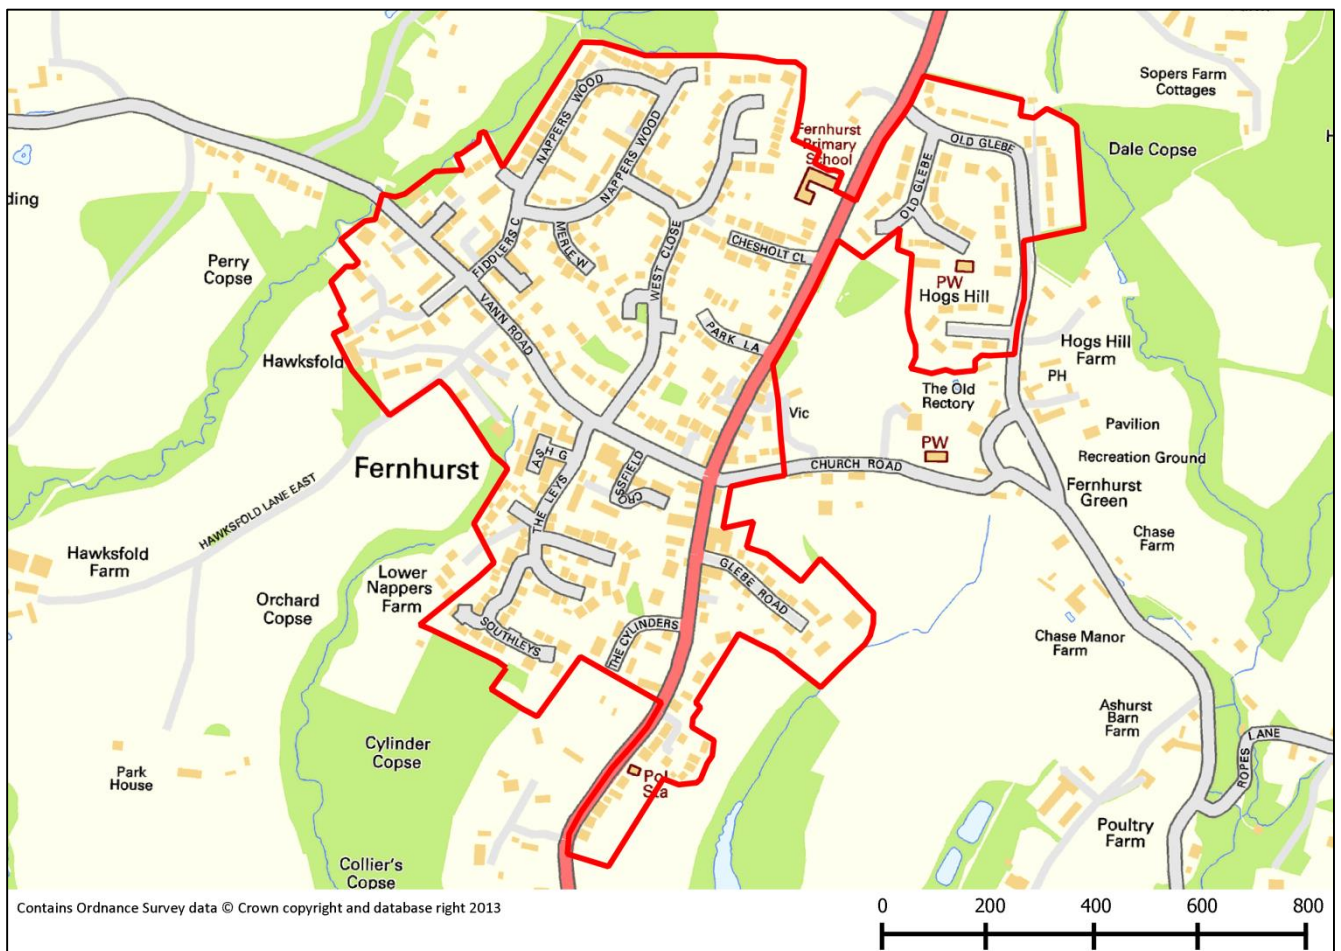 Sopers Farm
Cottages
NAPPERS WOOD
NAPPERS WOOD
Fernhurst
Primary
School
OLD GLEBE
OLD GLEBE
Dale Copse
ding
FIDDLERS C
MERLE W
WEST CLOSE
CHESHOLT CL
Perry
Copse
VANN ROAD
PW
Hogs Hill
PARK LA
Hawksfold
Hogs Hill
Farm
PH
The Old
Rectory
Vic
Pavilion
PW
ASH G
CROSSFIELD
CHURCH ROAD
Recreation Ground
Fernhurst
Fernhurst
Green
THE LEYS
HAWKSFOLD LANE EAST
Chase
Farm
Hawksfold
Farm
Lower
Nappers
Farm
GLEBE ROAD
Orchard
Copse
SOUTHLEYS
THE CYLINDERS
Chase Manor
Farm
Ashurst
Barn
Farm
ROPES LANE
Cylinder
Copse
Park
House
Pol
Sta
Poultry
Farm
Collier's
Copse
Contains Ordnance Survey data © Crown copyright and database right 2013
0 200 400 600 800